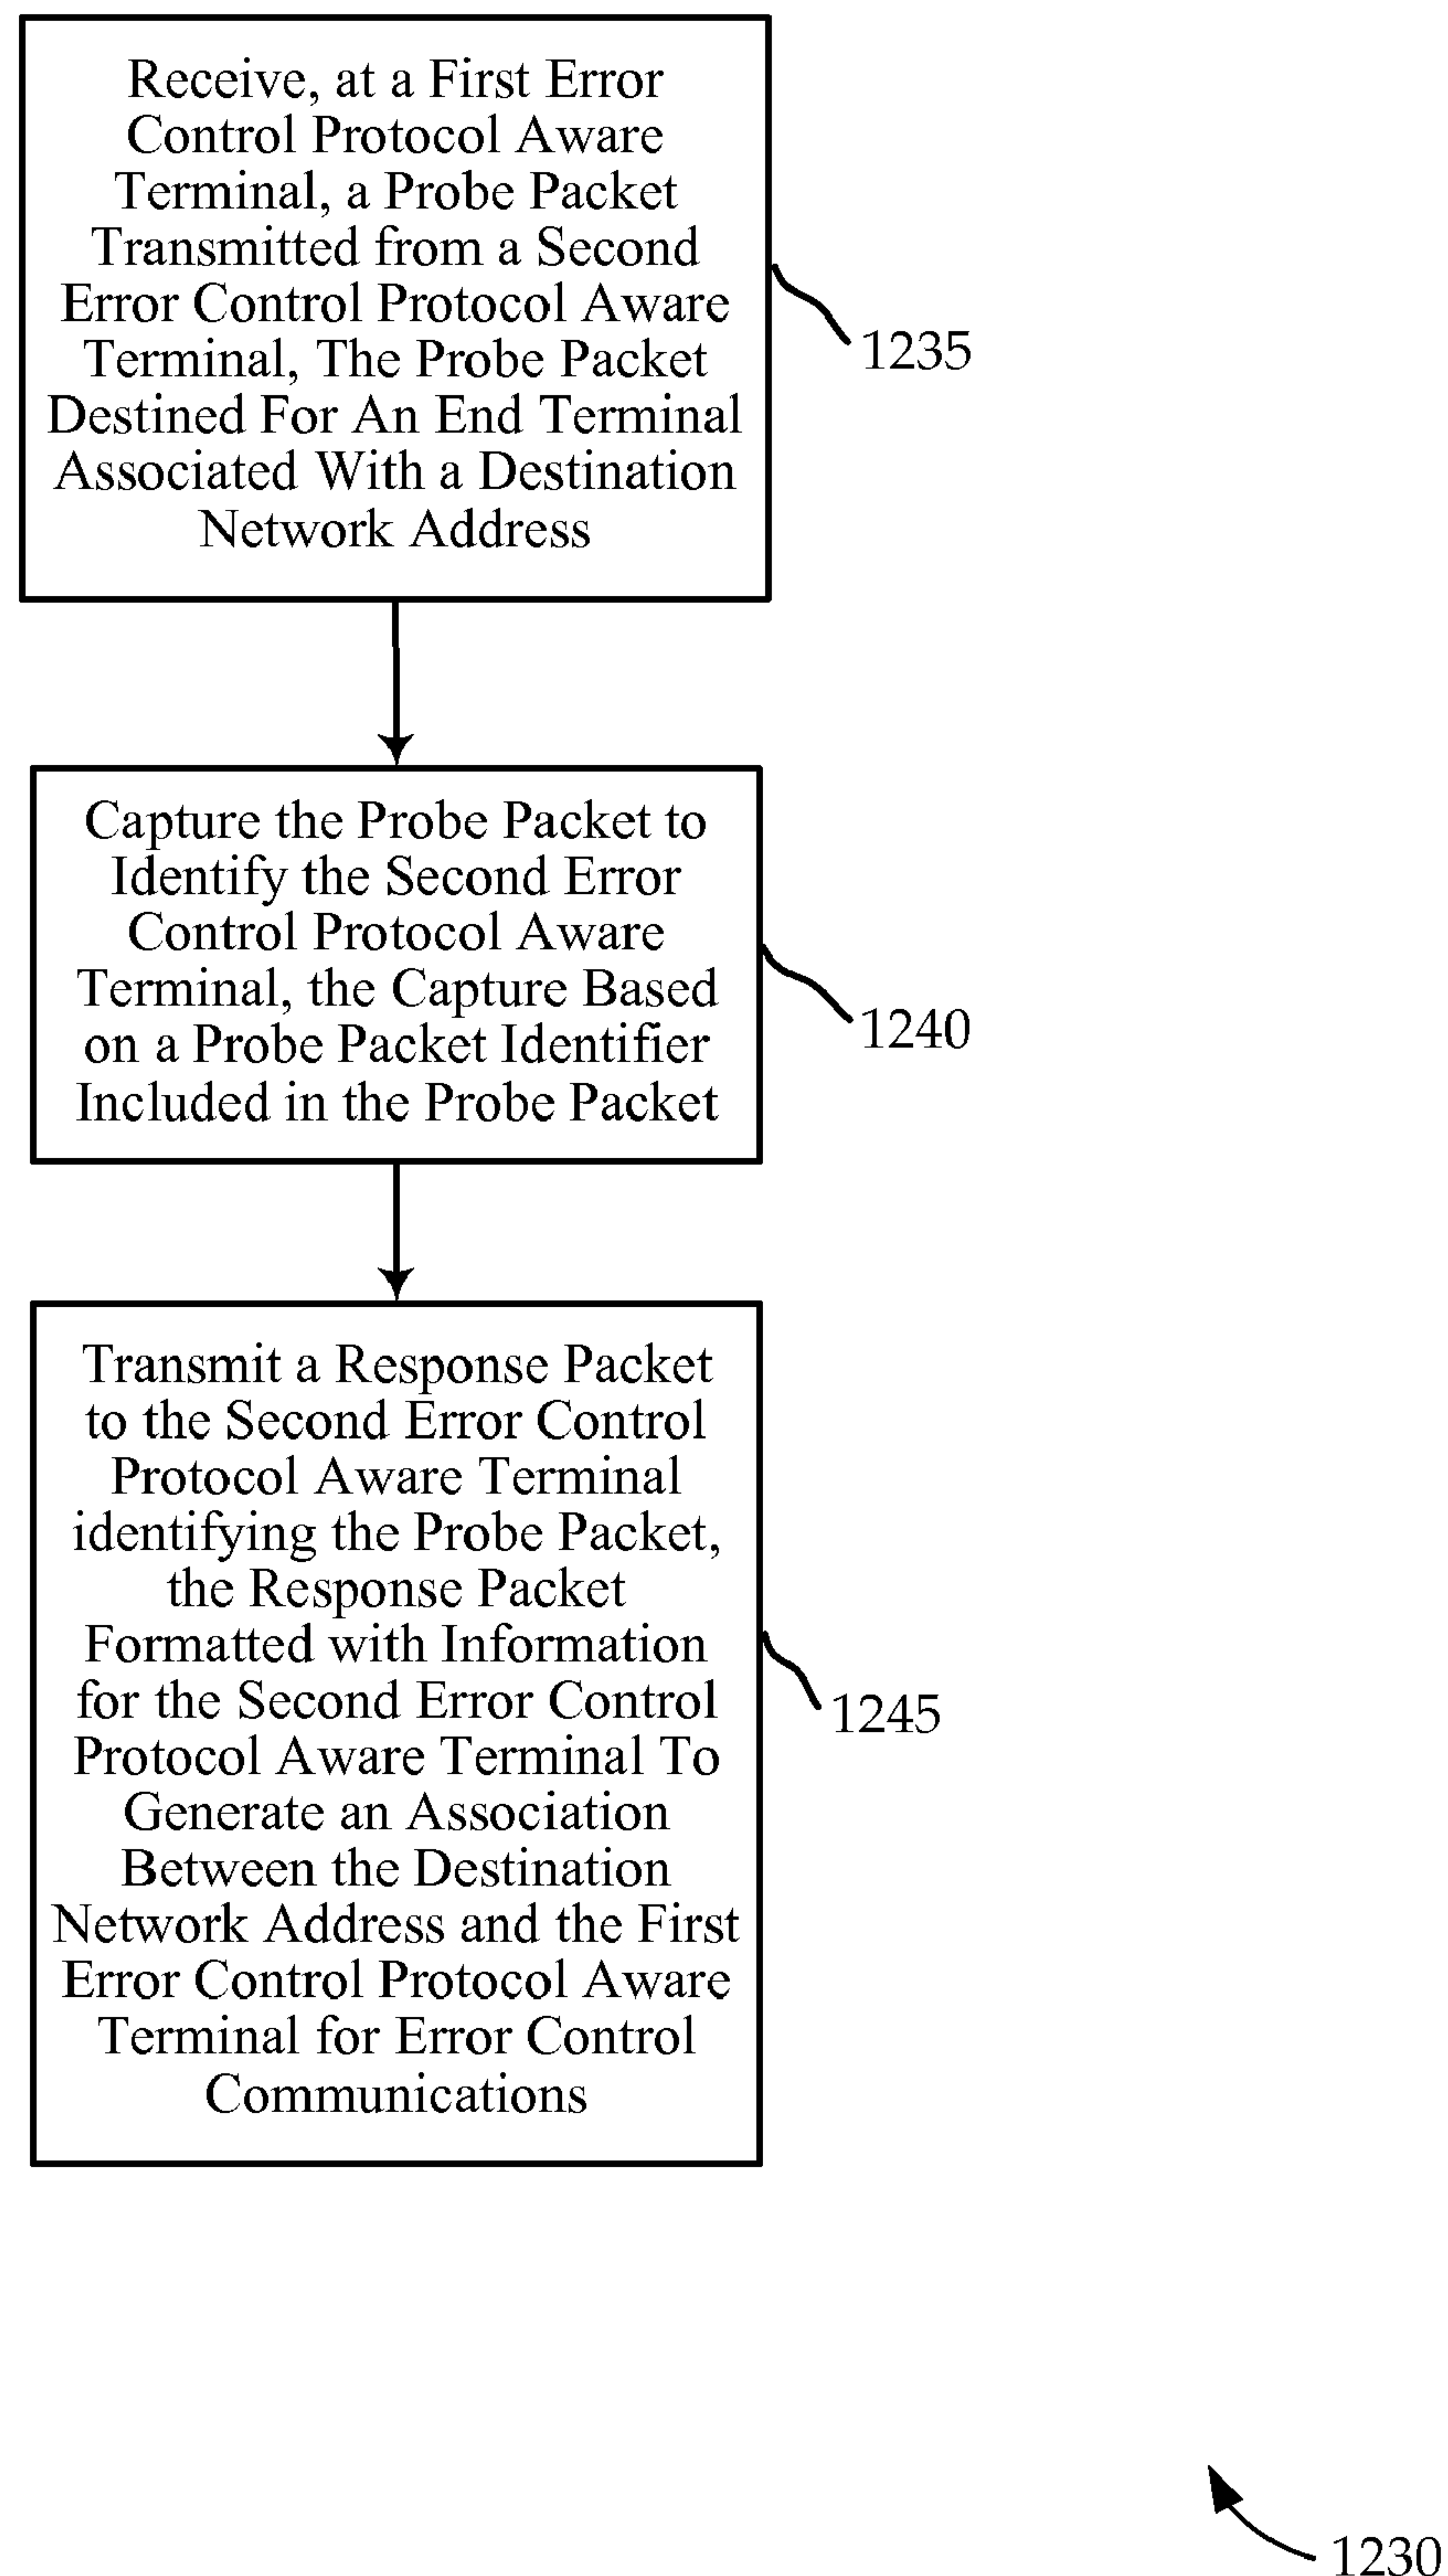 Receive, at a First Error
Control Protocol Aware
Terminal, a Probe Packet
Transmitted from a Second
Error Control Protocol Aware
Terminal, The Probe Packet
Destined For An End Terminal
Associated With a Destination
Network Address
1235
Capture the Probe Packet to
Identify the Second Error
Control Protocol Aware
Terminal, the Capture Based
on a Probe Packet Identifier
Included in the Probe Packet
1240
Transmit a Response Packet
to the Second Error Control
Protocol Aware Terminal
identifying the Probe Packet,
the Response Packet
Formatted with Information
for the Second Error Control
Protocol Aware Terminal To
Generate an Association
Between the Destination
Network Address and the First
Error Control Protocol Aware
Terminal for Error Control
Communications
1245
1230